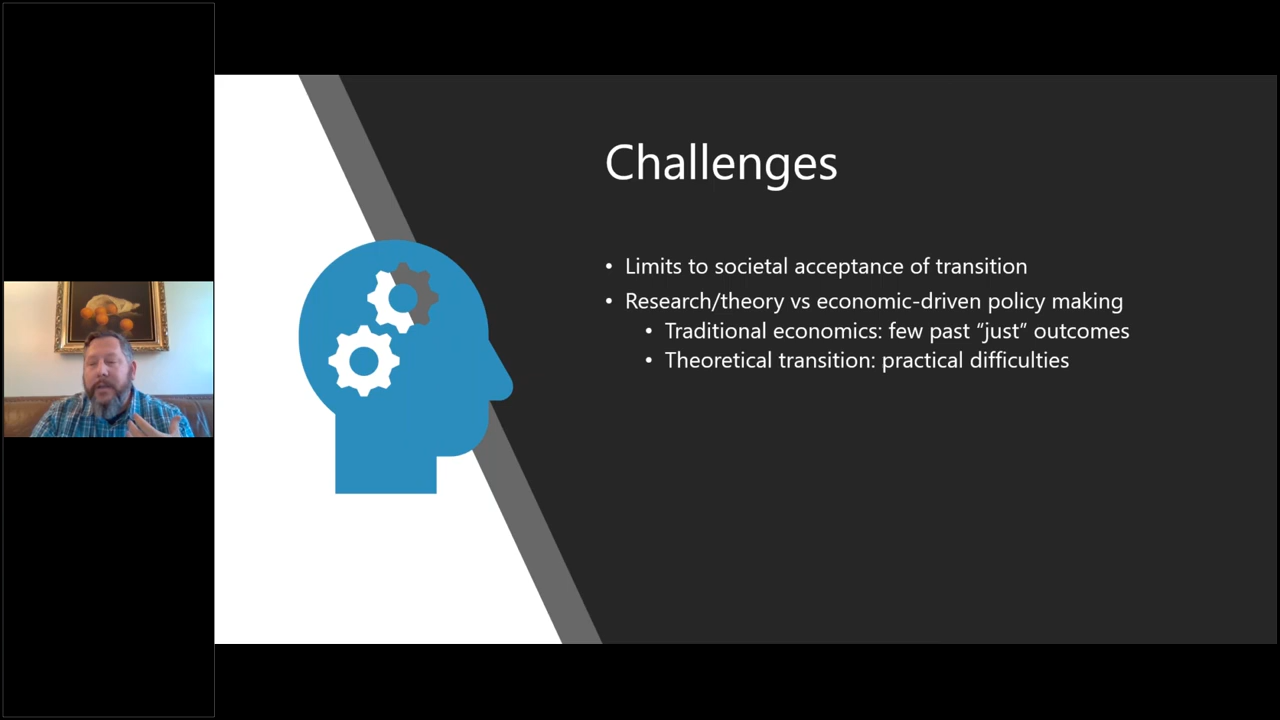 Challenges
• Limits to societal acceptance of transition
• Research/theory vs economic-driven policy making
• Traditional economics: few past “just” outcomes
• Theoretical transition: practical difficulties